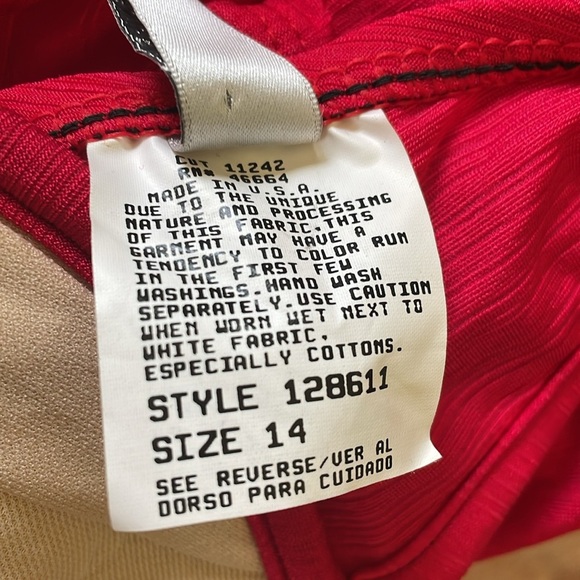 CUT 11242
RN# 46664
MADE IN U.S.A.
DUE TO THE UNIQUE
NATURE AND PROCESSING
OF THIS FABRIC,THIS
GARMENT MAY HAVE A
TENDENCY TO COLOR RUN
IN THE FIRST FEW
WASHINGS.HAND WASH
SEPARATELY.USE CAUTION
WHEN WORN WET NEXT TO
WHITE FABRIC,
ESPECIALLY COTTONS.
STYLE 128611
SIZE 14
SEE REVERSE/VER AL
DORSO PARA CUIDADO